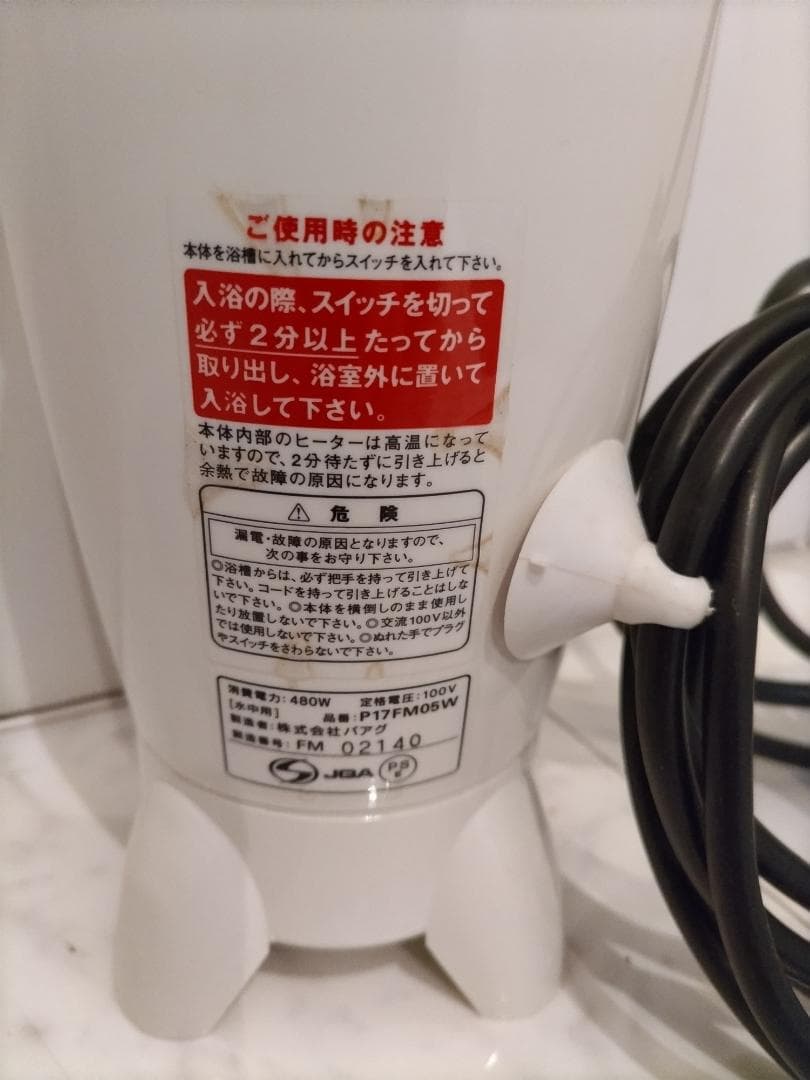 ご使用時の注意
本体を浴槽に入れてからスイッチを入れて下さい。
入浴の際、スイッチを切って
必ず2分以上たってから
取り出し、浴室外に置いて
入浴して下さい。
本体内部のヒーターは高温になって
いますので、2分待たずに引き上げると
余熱で故障の原因になります。
⚠ 危 険
漏電・故障の原因となりますので、
次の事をお守り下さい。
◎浴槽からは、必ず把手を持って引き上げて
下さい。コードを持って引き上げることはしな
いで下さい。◎本体を横倒しのまま使用し
たり放置しないで下さい。◎交流100V以外
では使用しないで下さい。◎ぬれた手でプラグ
やスイッチをさわらないで下さい。
消費電力：480W 定格電圧：100V
[水中用] 品番：P17FM05W
製造者：株式会社パアグ
製造番号：FM 02140
JQA PS E